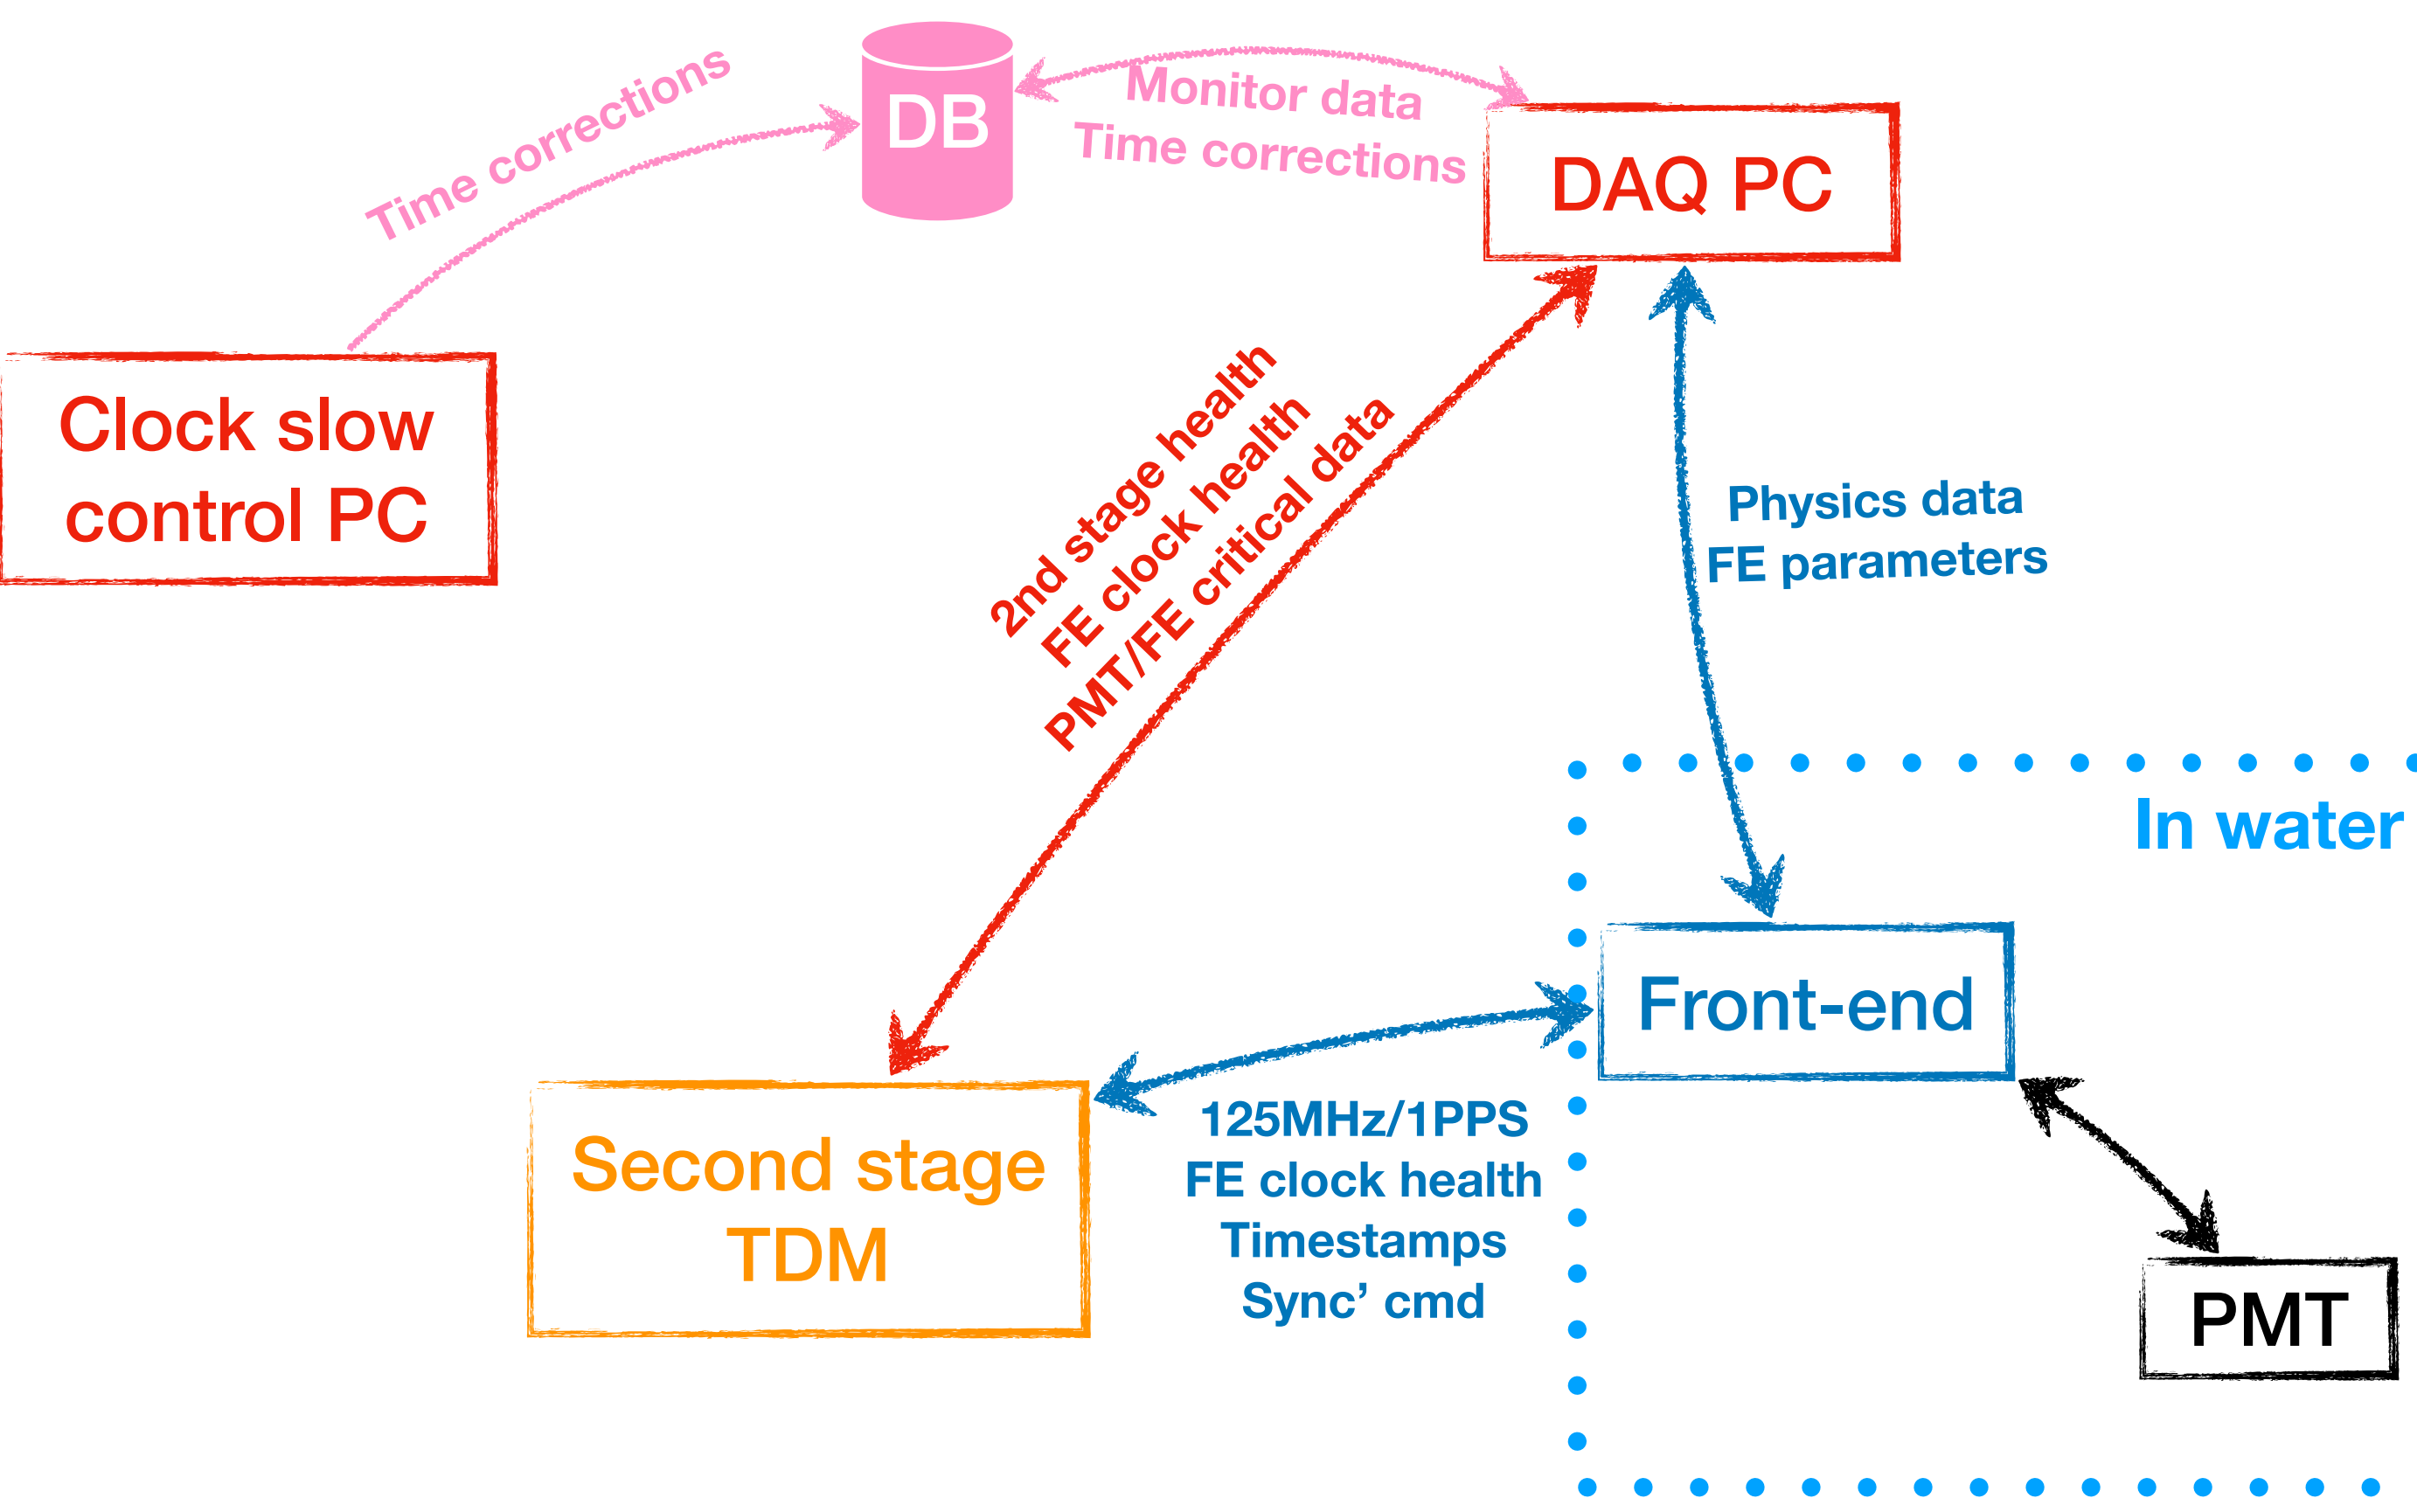 Time corrections
DB
Monitor data
Time corrections
DAQ PC
Clock slow
control PC
2nd stage health
FE clock health
PMT/FE critical data
Physics data
FE parameters
In water
Front-end
Second stage
TDM
125MHz/1PPS
FE clock health
Timestamps
Sync’ cmd
PMT